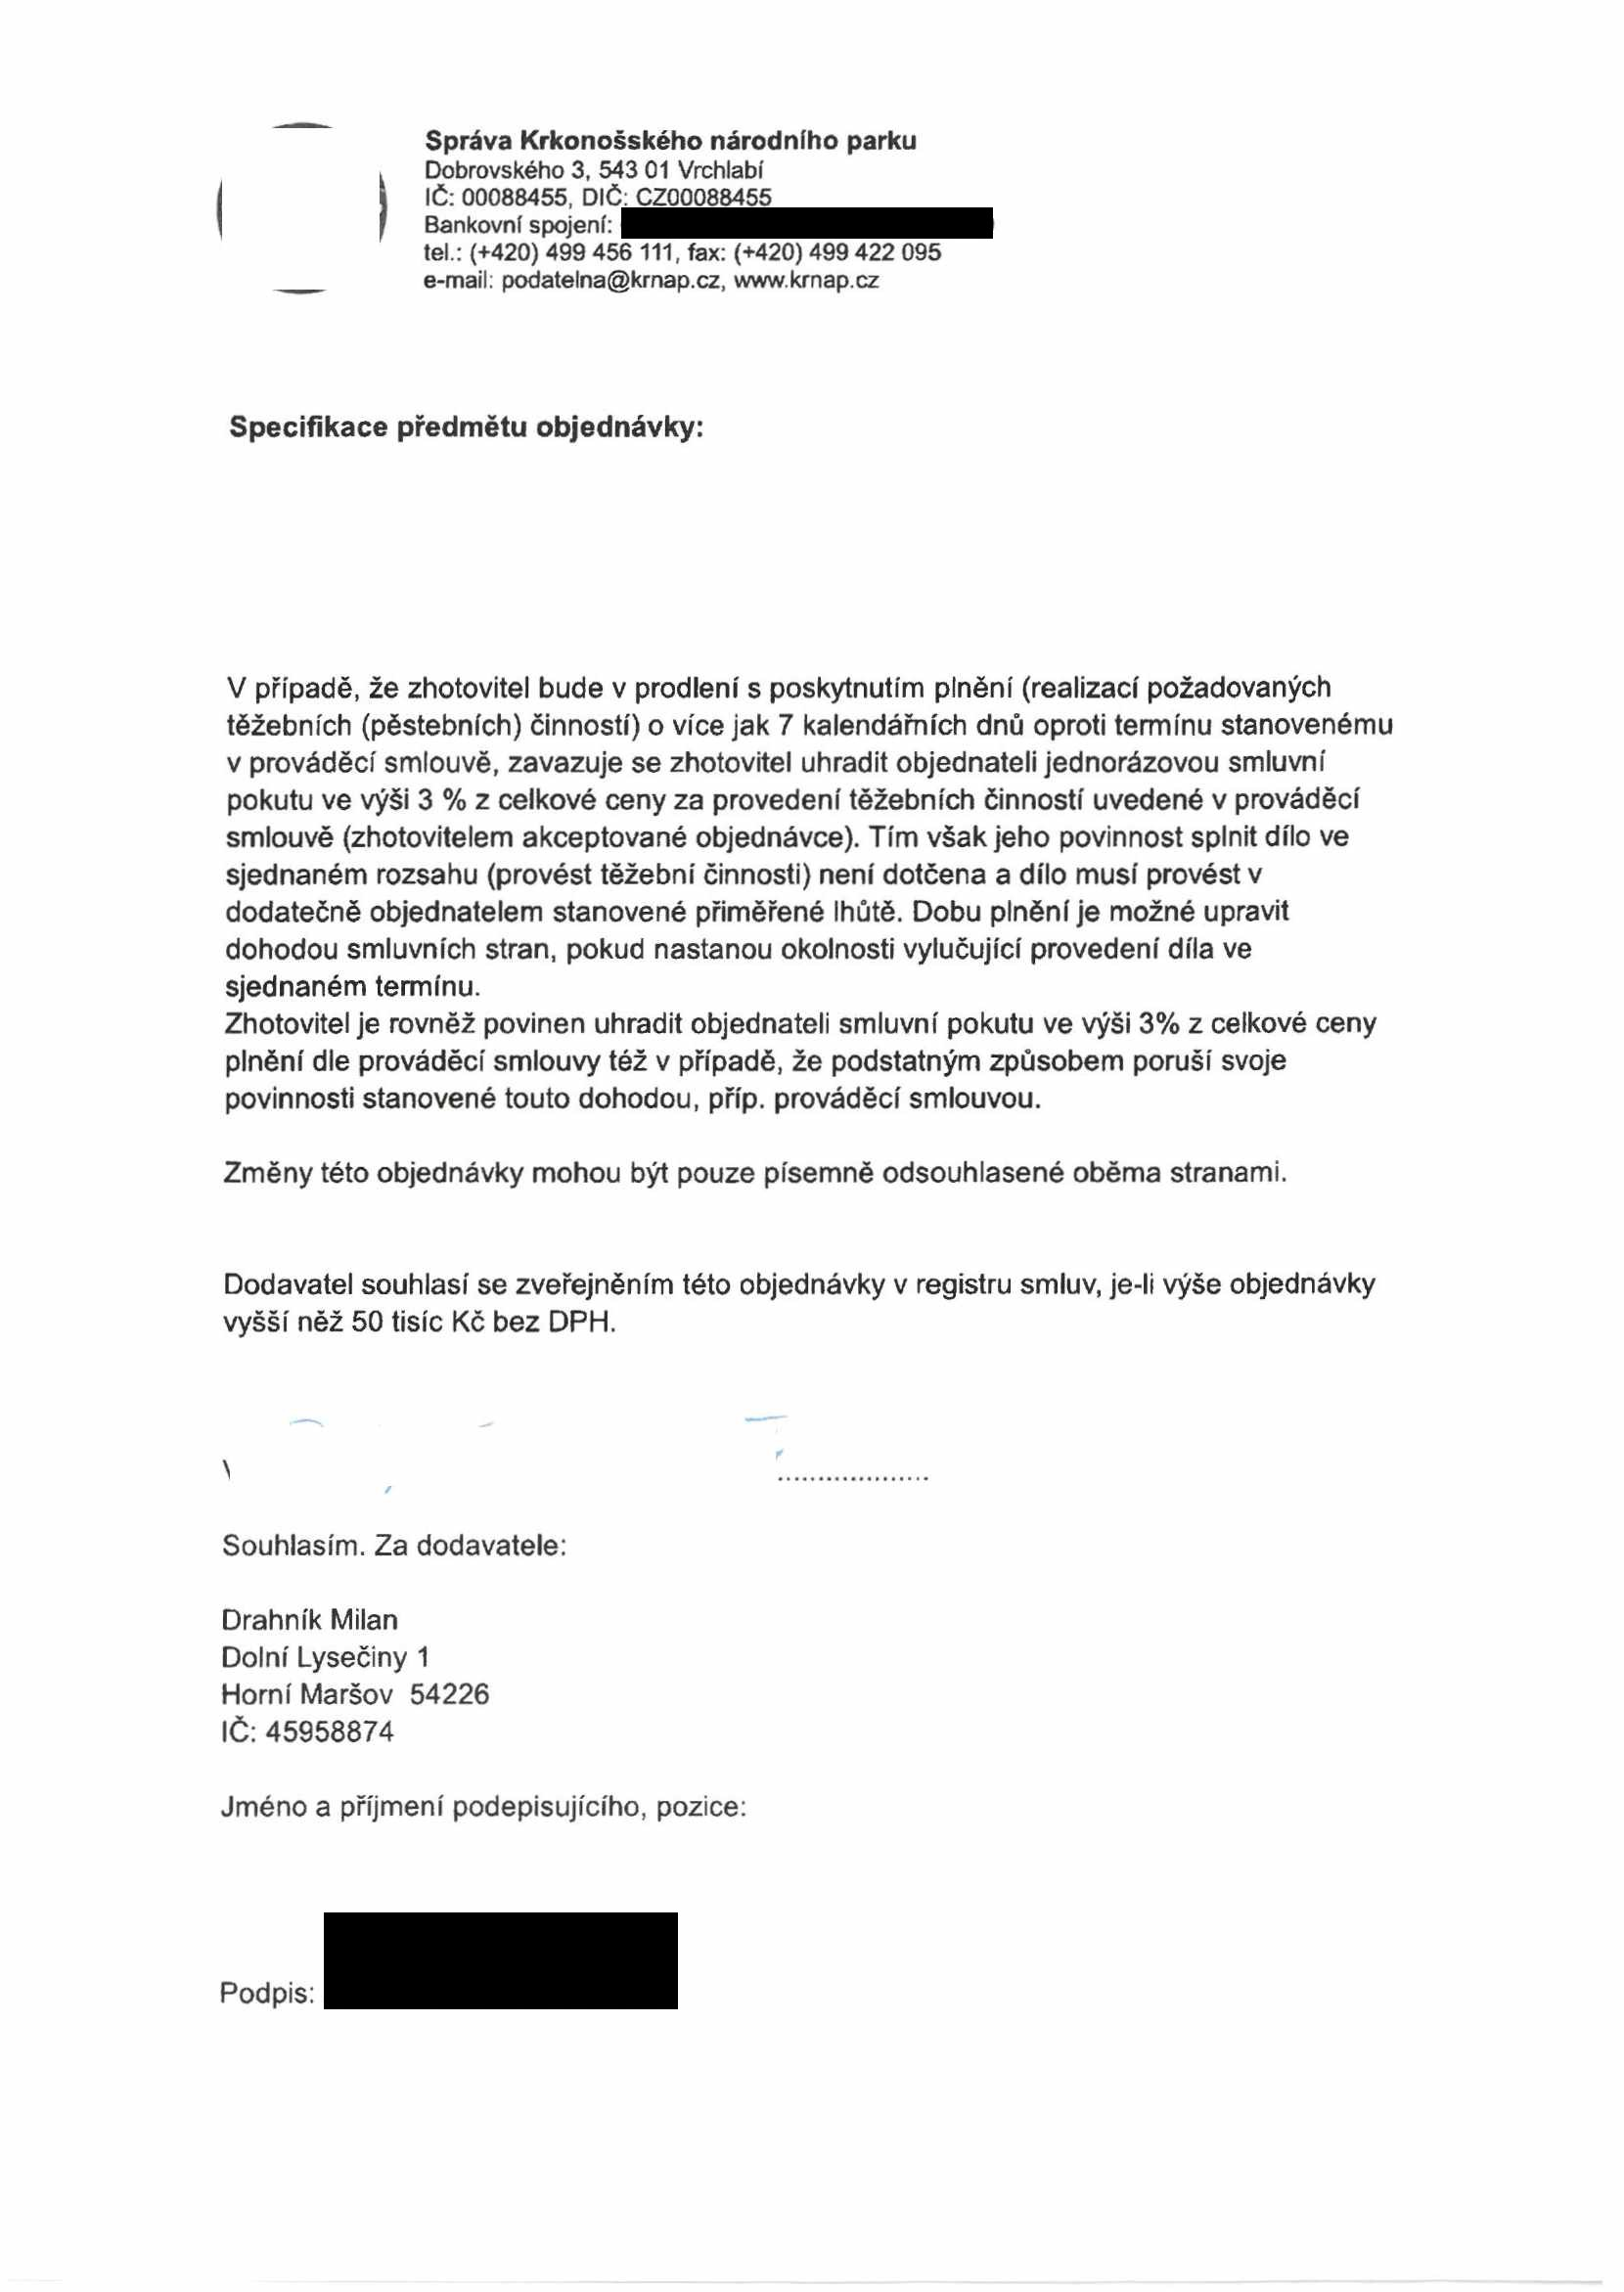 Správa Krkonošského národního parku
Dobrovského 3, 543 01 Vrchlabí
IČ: 00088455, DIČ: CZ00088455
Bankovní spojení:
tel.: (+420) 499 456 111, fax: (+420) 499 422 095
e-mail: podatelna@krnap.cz, www.krnap.cz
Specifikace předmětu objednávky:
V případě, že zhotovitel bude v prodlení s poskytnutím plnění (realizací požadovaných
těžebních (pěstebních) činností) o více jak 7 kalendářních dnů oproti termínu stanovenému
v prováděcí smlouvě, zavazuje se zhotovitel uhradit objednateli jednorázovou smluvní
pokutu ve výši 3 % z celkové ceny za provedení těžebních činností uvedené v prováděcí
smlouvě (zhotovitelem akceptované objednávce). Tím však jeho povinnost splnit dílo ve
sjednaném rozsahu (provést těžební činnosti) není dotčena a dílo musí provést v
dodatečně objednatelem stanovené přiměřené lhůtě. Dobu plnění je možné upravit
dohodou smluvních stran, pokud nastanou okolnosti vylučující provedení díla ve
sjednaném termínu.
Zhotovitel je rovněž povinen uhradit objednateli smluvní pokutu ve výši 3% z celkové ceny
plnění dle prováděcí smlouvy též v případě, že podstatným způsobem poruší svoje
povinnosti stanovené touto dohodou, příp. prováděcí smlouvou.
Změny této objednávky mohou být pouze písemně odsouhlasené oběma stranami.
Dodavatel souhlasí se zveřejněním této objednávky v registru smluv, je-li výše objednávky
vyšší něž 50 tisíc Kč bez DPH.
...................
Souhlasím. Za dodavatele:
Drahník Milan
Dolní Lysečiny 1
Horní Maršov 54226
IČ: 45958874
Jméno a příjmení podepisujícího, pozice:
Podpis: